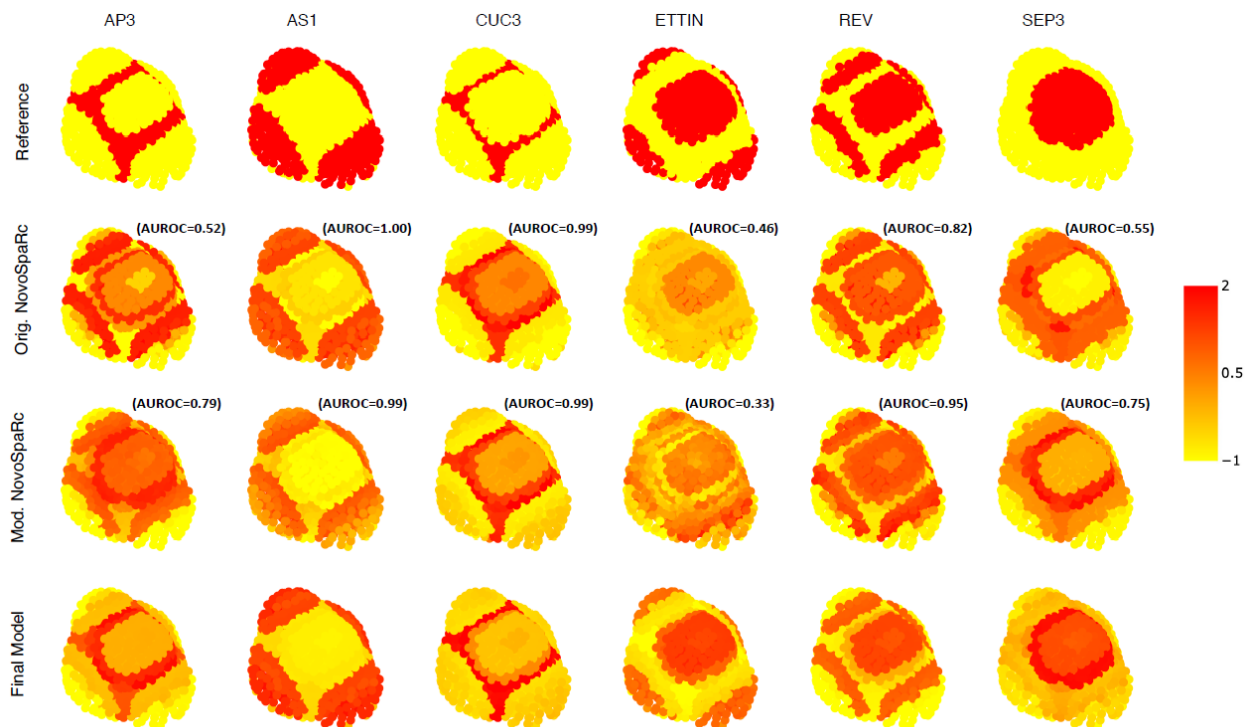 AP3 AS1 CUC3 ETTIN REV SEP3
Reference
(AUROC=0.52) (AUROC=1.00) (AUROC=0.99) (AUROC=0.46) (AUROC=0.82) (AUROC=0.55)
Orig. NovoSpaRc
2
0.5
−1
(AUROC=0.79) (AUROC=0.99) (AUROC=0.99) (AUROC=0.33) (AUROC=0.95) (AUROC=0.75)
Mod. NovoSpaRc
Final Model